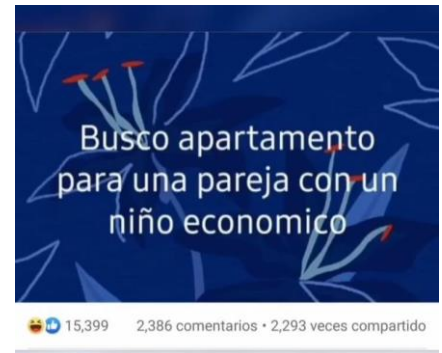 Busco apartamento
para una pareja con un
niño economico
15,399 2,386 comentarios • 2,293 veces compartido